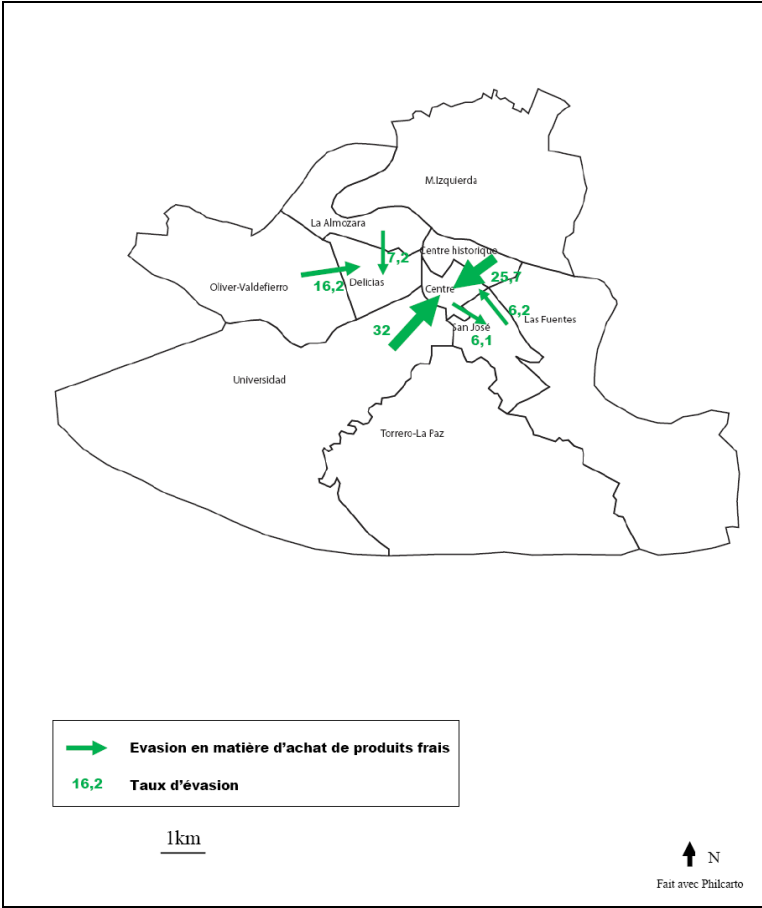 M.Izquierda
La Almozara
Centre historique
7,2
25,7
Oliver-Valdefierro
16,2
Delicias
Centre
6,2
Las Fuentes
32
San José
6,1
Universidad
Torrero-La Paz
Evasion en matière d'achat de produits frais
16,2 Taux d'évasion
1km
N
Fait avec Philcarto